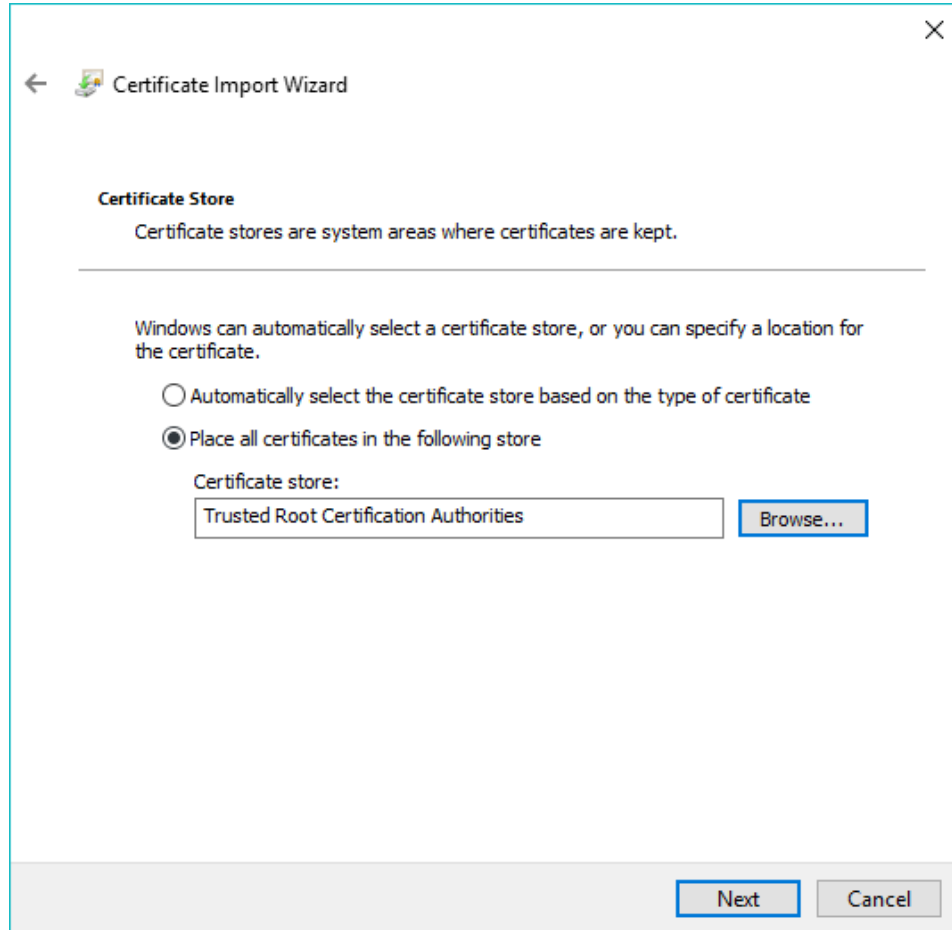 Certificate Import Wizard
Certificate Store
Certificate stores are system areas where certificates are kept.
Windows can automatically select a certificate store, or you can specify a location for
the certificate.
Automatically select the certificate store based on the type of certificate
Place all certificates in the following store
Certificate store:
Trusted Root Certification Authorities
Browse...
Next
Cancel